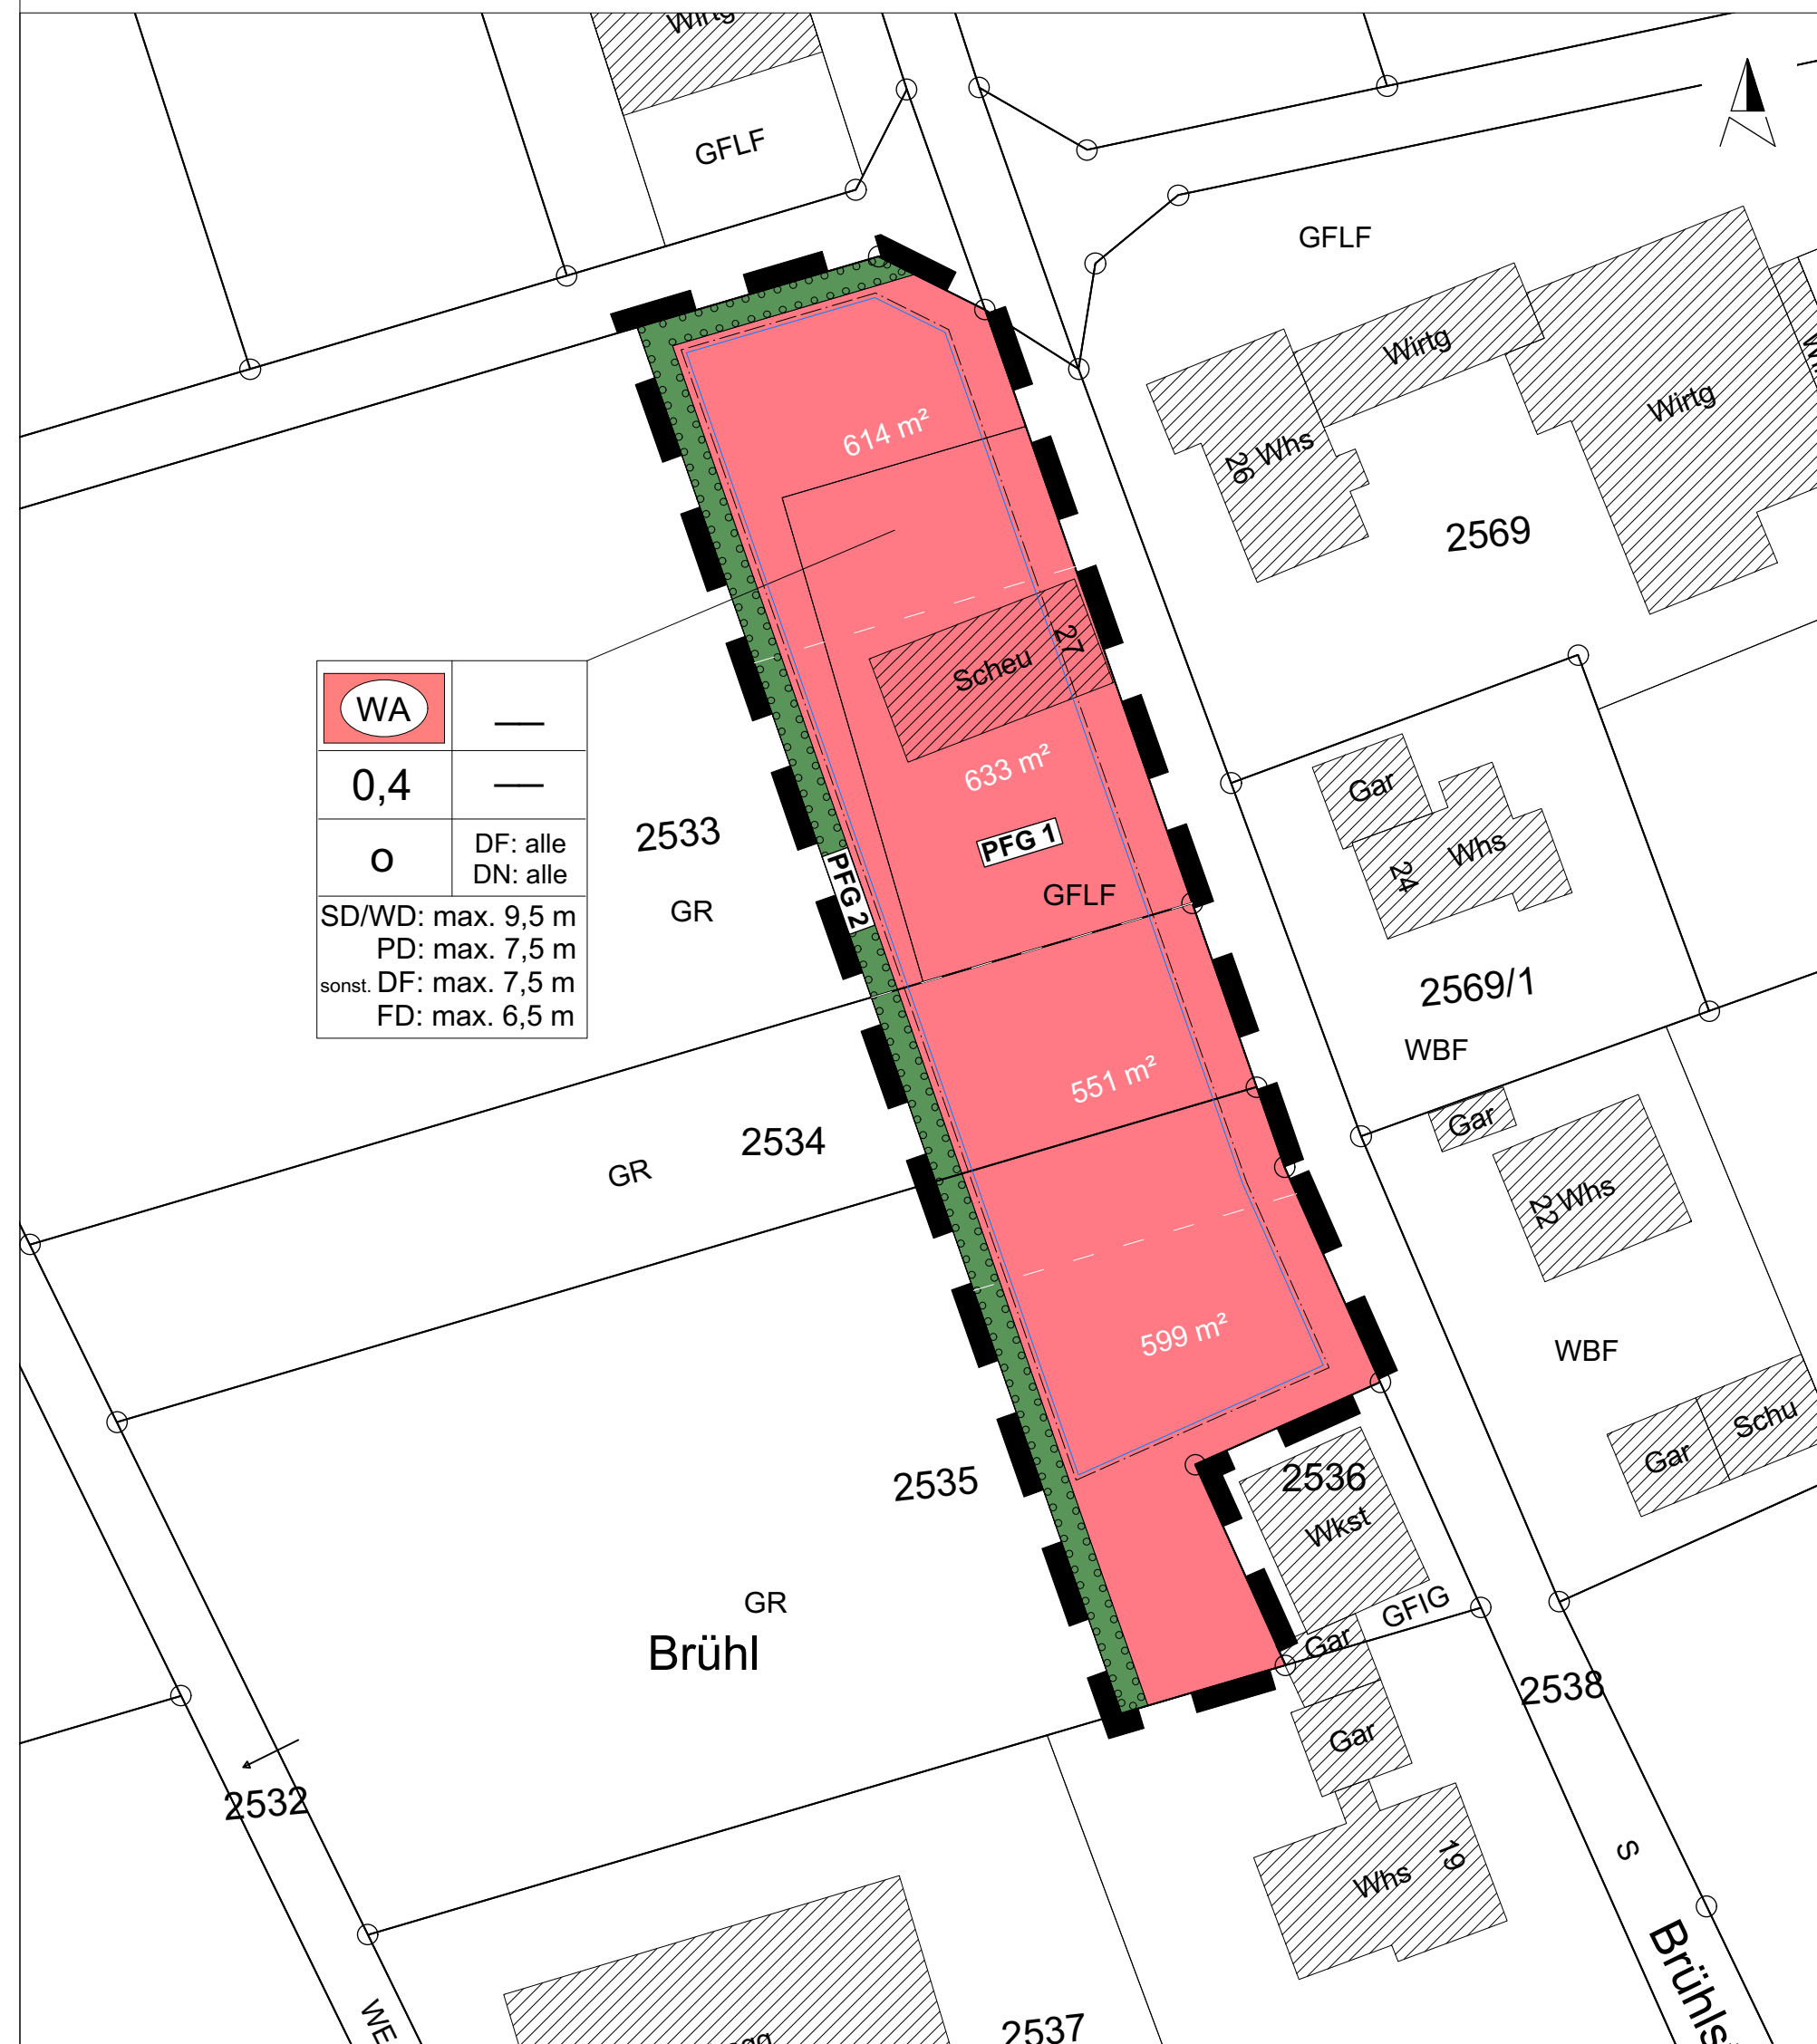 Wirtg
GFLF
GFLF
Wirtg
Wirtg
26
Whs
614 m²
2569
27
Scheu
WA
—
0,4
—
o
DF: alle
DN: alle
SD/WD: max. 9,5 m
PD: max. 7,5 m
sonst. DF: max. 7,5 m
FD: max. 6,5 m
633 m²
Gar
2533
PFG 1
24
Whs
PFG 2
GFLF
GR
2569/1
WBF
551 m²
Gar
2534
GR
22
Whs
599 m²
WBF
Schu
Gar
2535
2536
Wkst
GR
GFIG
Brühl
Gar
2538
Gar
2532
Whs
19
S
WE
2537